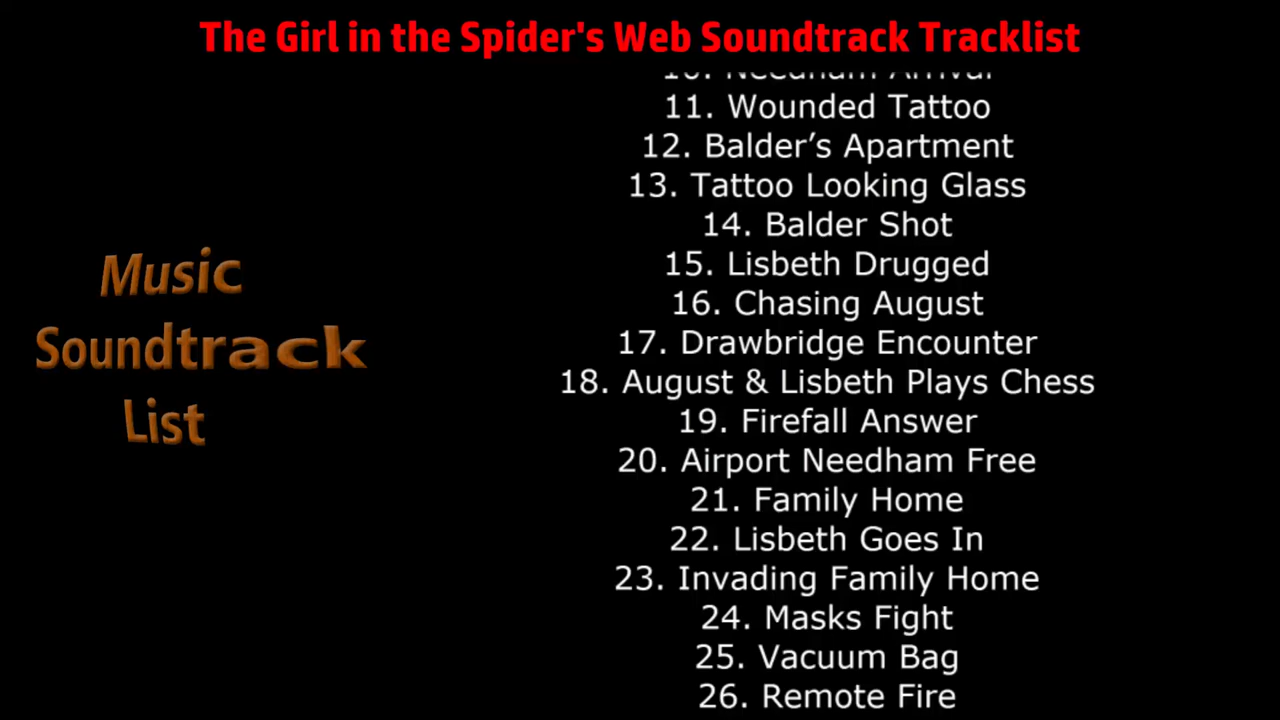 The Girl in the Spider's Web Soundtrack Tracklist
10. Needham Arrival
11. Wounded Tattoo
12. Balder’s Apartment
13. Tattoo Looking Glass
14. Balder Shot
15. Lisbeth Drugged
16. Chasing August
17. Drawbridge Encounter
18. August & Lisbeth Plays Chess
19. Firefall Answer
20. Airport Needham Free
21. Family Home
22. Lisbeth Goes In
23. Invading Family Home
24. Masks Fight
25. Vacuum Bag
26. Remote Fire
Music
Soundtrack
List